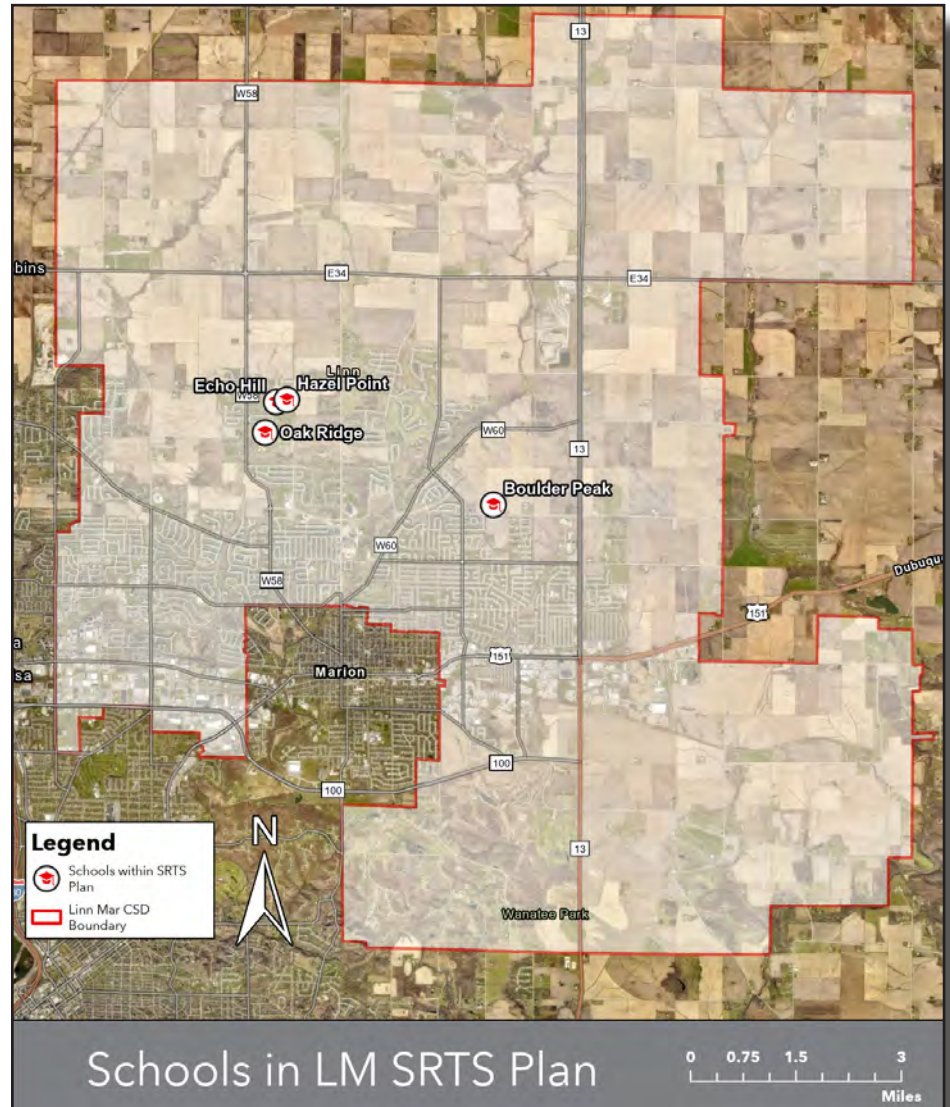 13
W58
bins
E34
E34
Linn
Echo Hill
Hazel Point
W58
Oak Ridge
W60
13
Boulder Peak
W60
Dubuqu
W58
151
a
151
Marion
sa
100
100
Legend
N
Schools within SRTS
Plan
13
Linn Mar CSD
Boundary
Wanatee Park
Schools in LM SRTS Plan
0 0.75 1.5 3
Miles